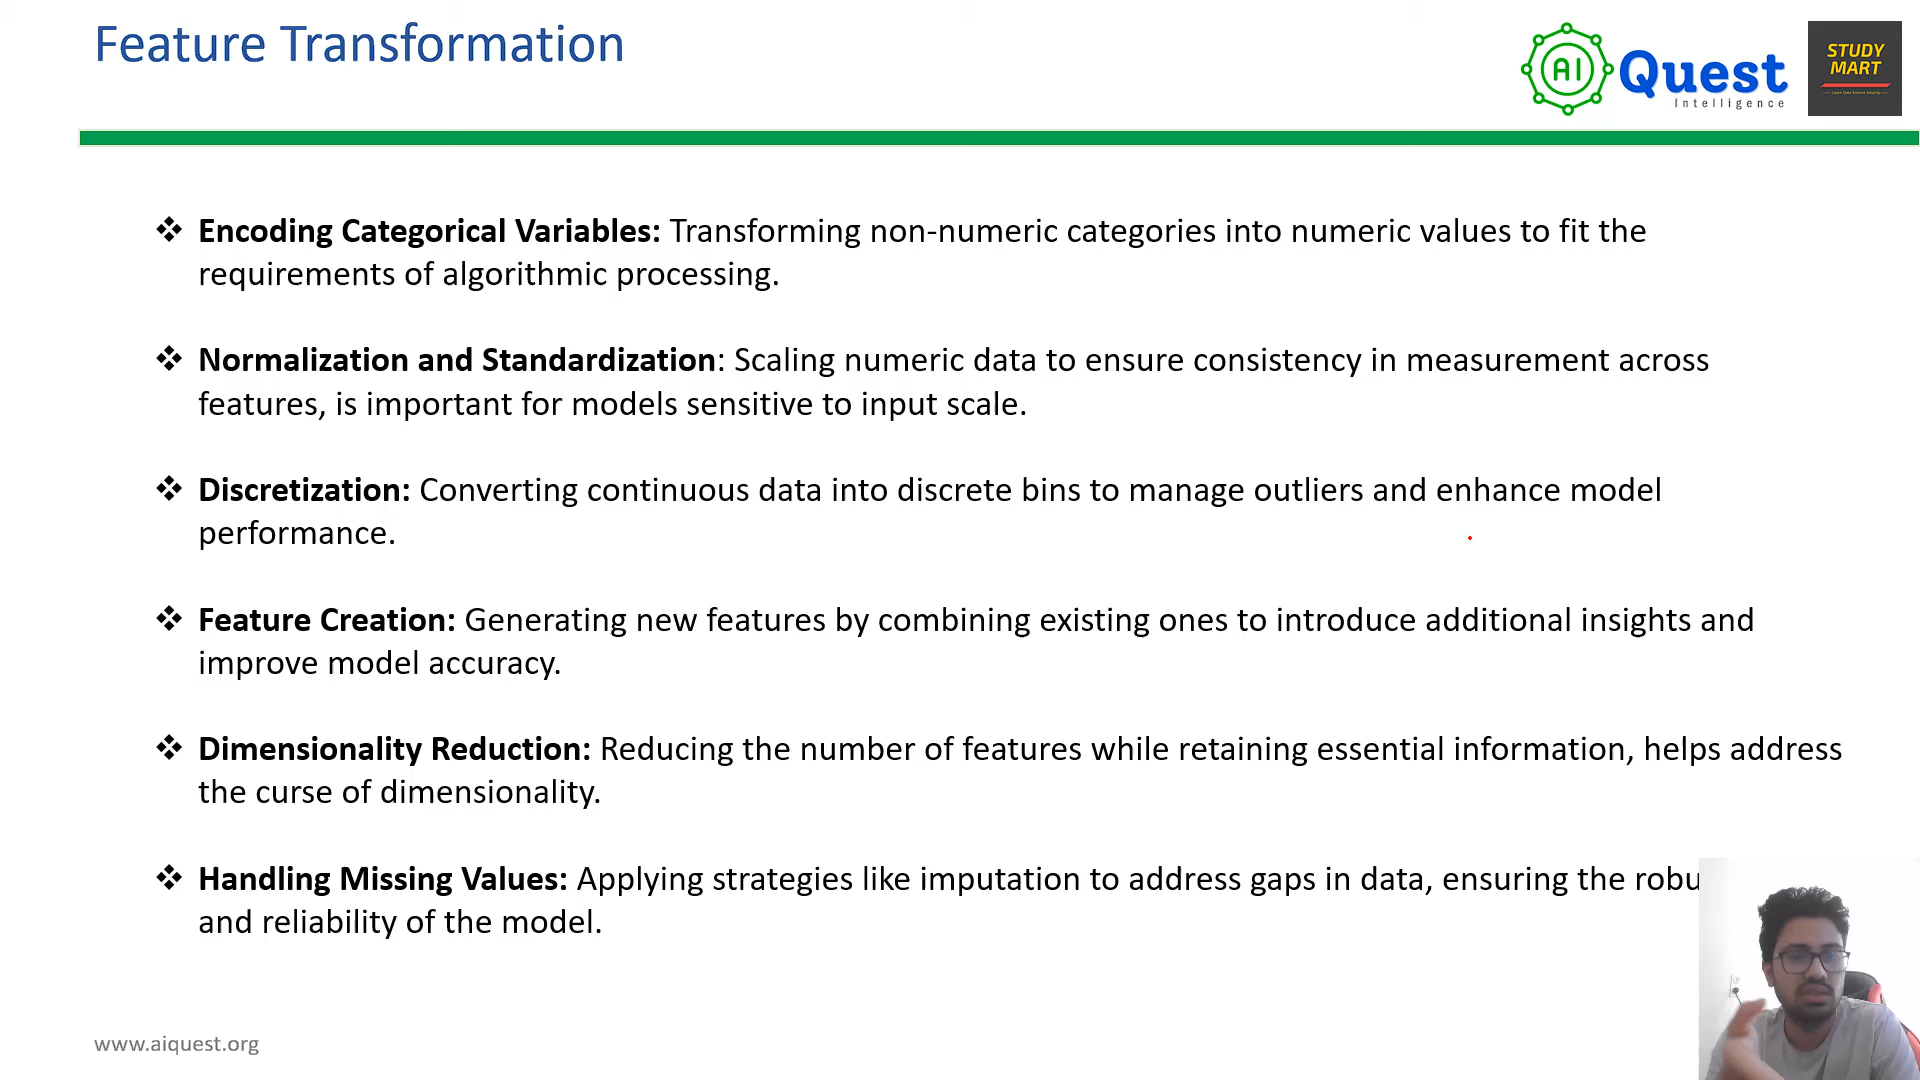 Feature Transformation
AI Quest
Intelligence
STUDY
MART
Encoding Categorical Variables: Transforming non-numeric categories into numeric values to fit the
requirements of algorithmic processing.
Normalization and Standardization: Scaling numeric data to ensure consistency in measurement across
features, is important for models sensitive to input scale.
Discretization: Converting continuous data into discrete bins to manage outliers and enhance model
performance.
Feature Creation: Generating new features by combining existing ones to introduce additional insights and
improve model accuracy.
Dimensionality Reduction: Reducing the number of features while retaining essential information, helps address
the curse of dimensionality.
Handling Missing Values: Applying strategies like imputation to address gaps in data, ensuring the robu
and reliability of the model.
www.aiquest.org